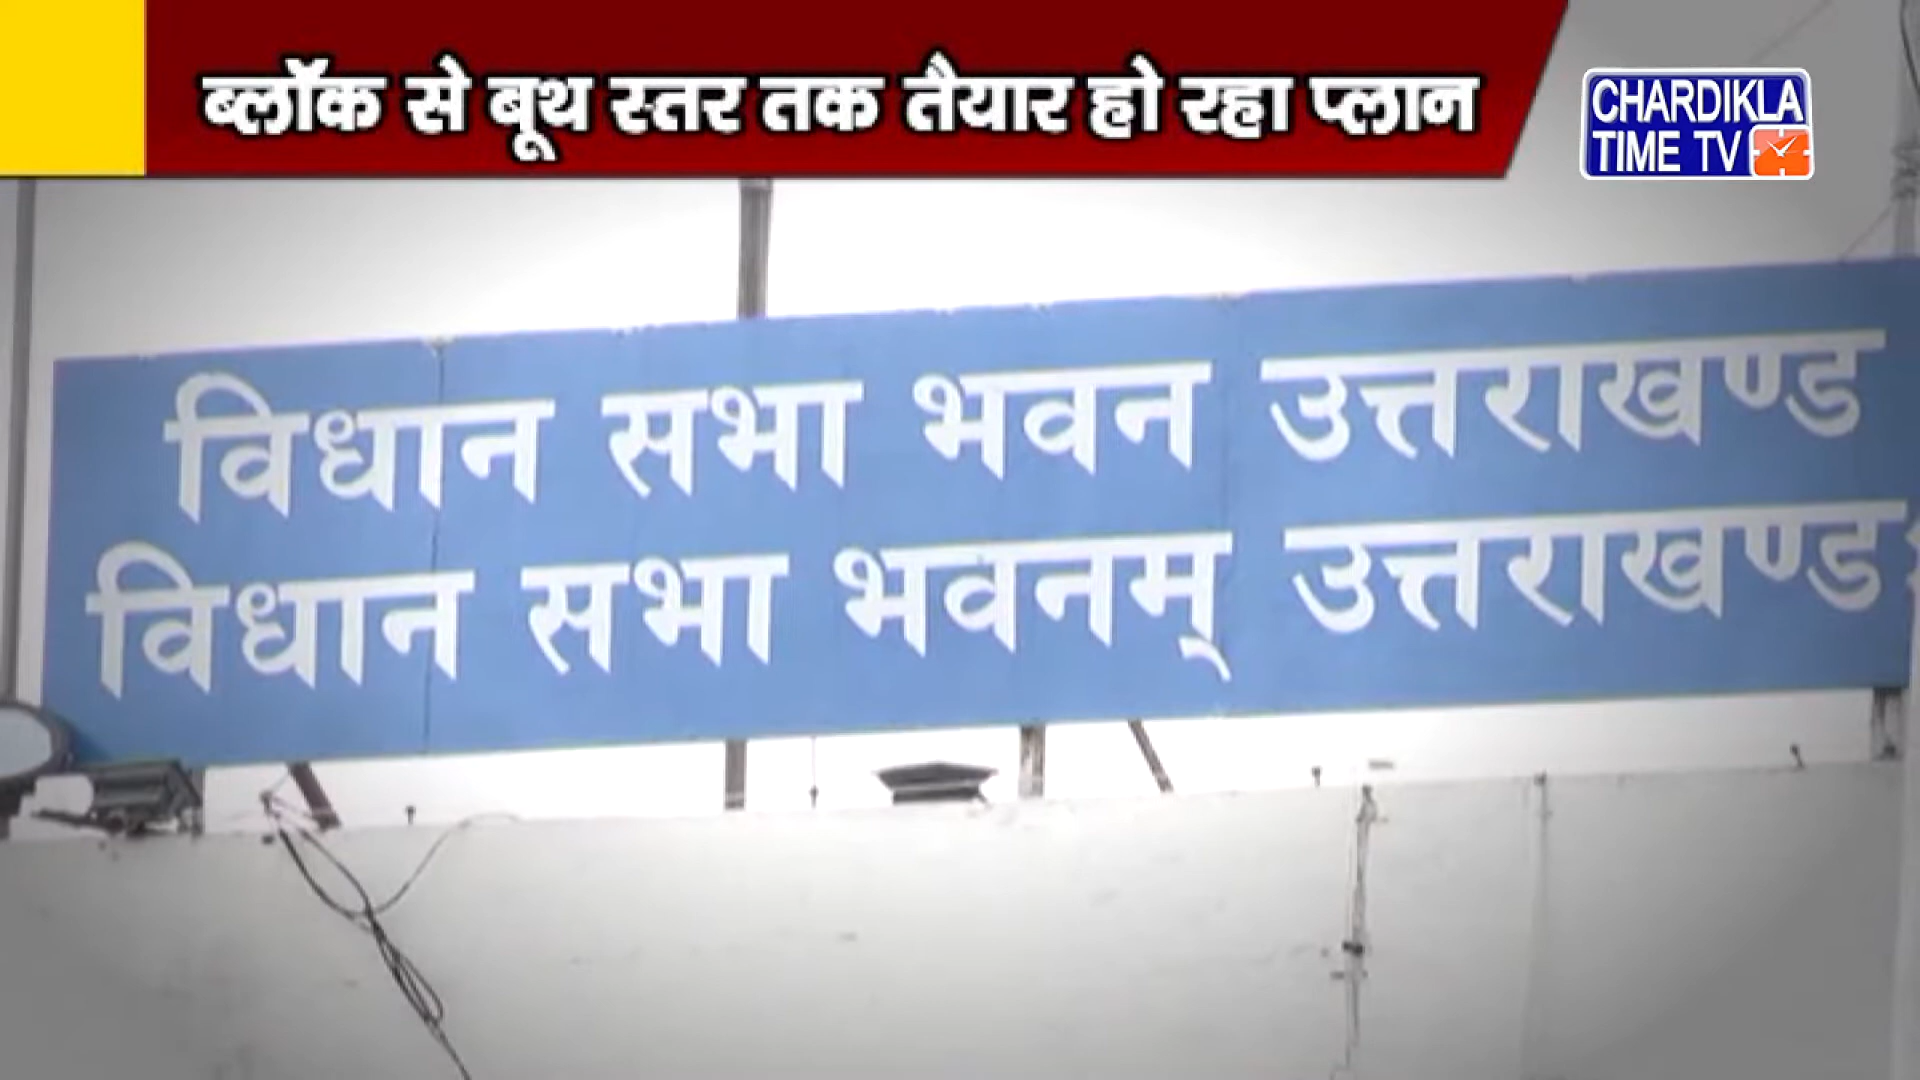 ब्लॉक से बूथ स्तर तक तैयार हो रहा प्लान
CHARDIKLA
TIME TV
विधान सभा भवन उत्तराखण्ड
विधान सभा भवनम् उत्तराखण्ड: